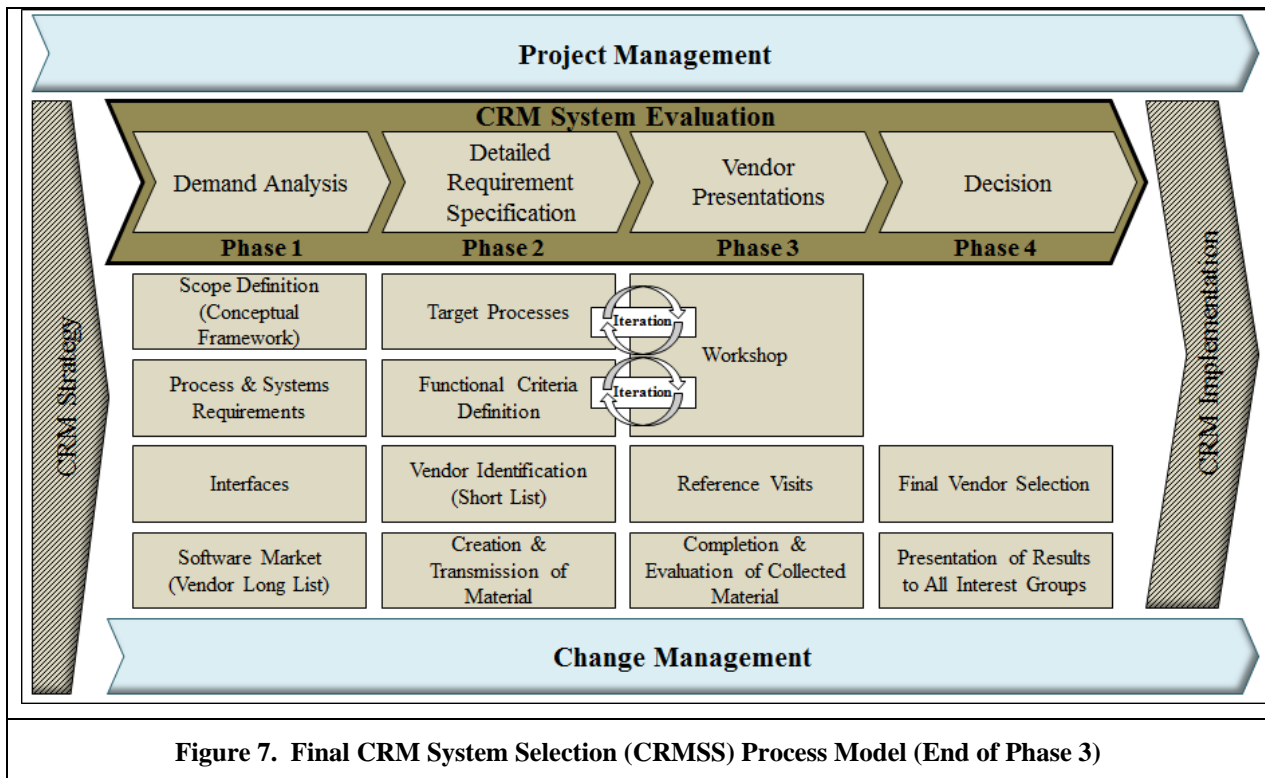 Project Management
CRM Strategy
CRM System Evaluation
Demand Analysis
Phase 1
Detailed
Requirement
Specification
Phase 2
Vendor
Presentations
Phase 3
Decision
Phase 4
Scope Definition
(Conceptual
Framework)
Target Processes
Iteration
Workshop
Process & Systems
Requirements
Functional Criteria
Definition
Iteration
Interfaces
Vendor Identification
(Short List)
Reference Visits
Final Vendor Selection
Software Market
(Vendor Long List)
Creation &
Transmission of
Material
Completion &
Evaluation of Collected
Material
Presentation of Results
to All Interest Groups
CRM Implementation
Change Management
Figure 7. Final CRM System Selection (CRMSS) Process Model (End of Phase 3)